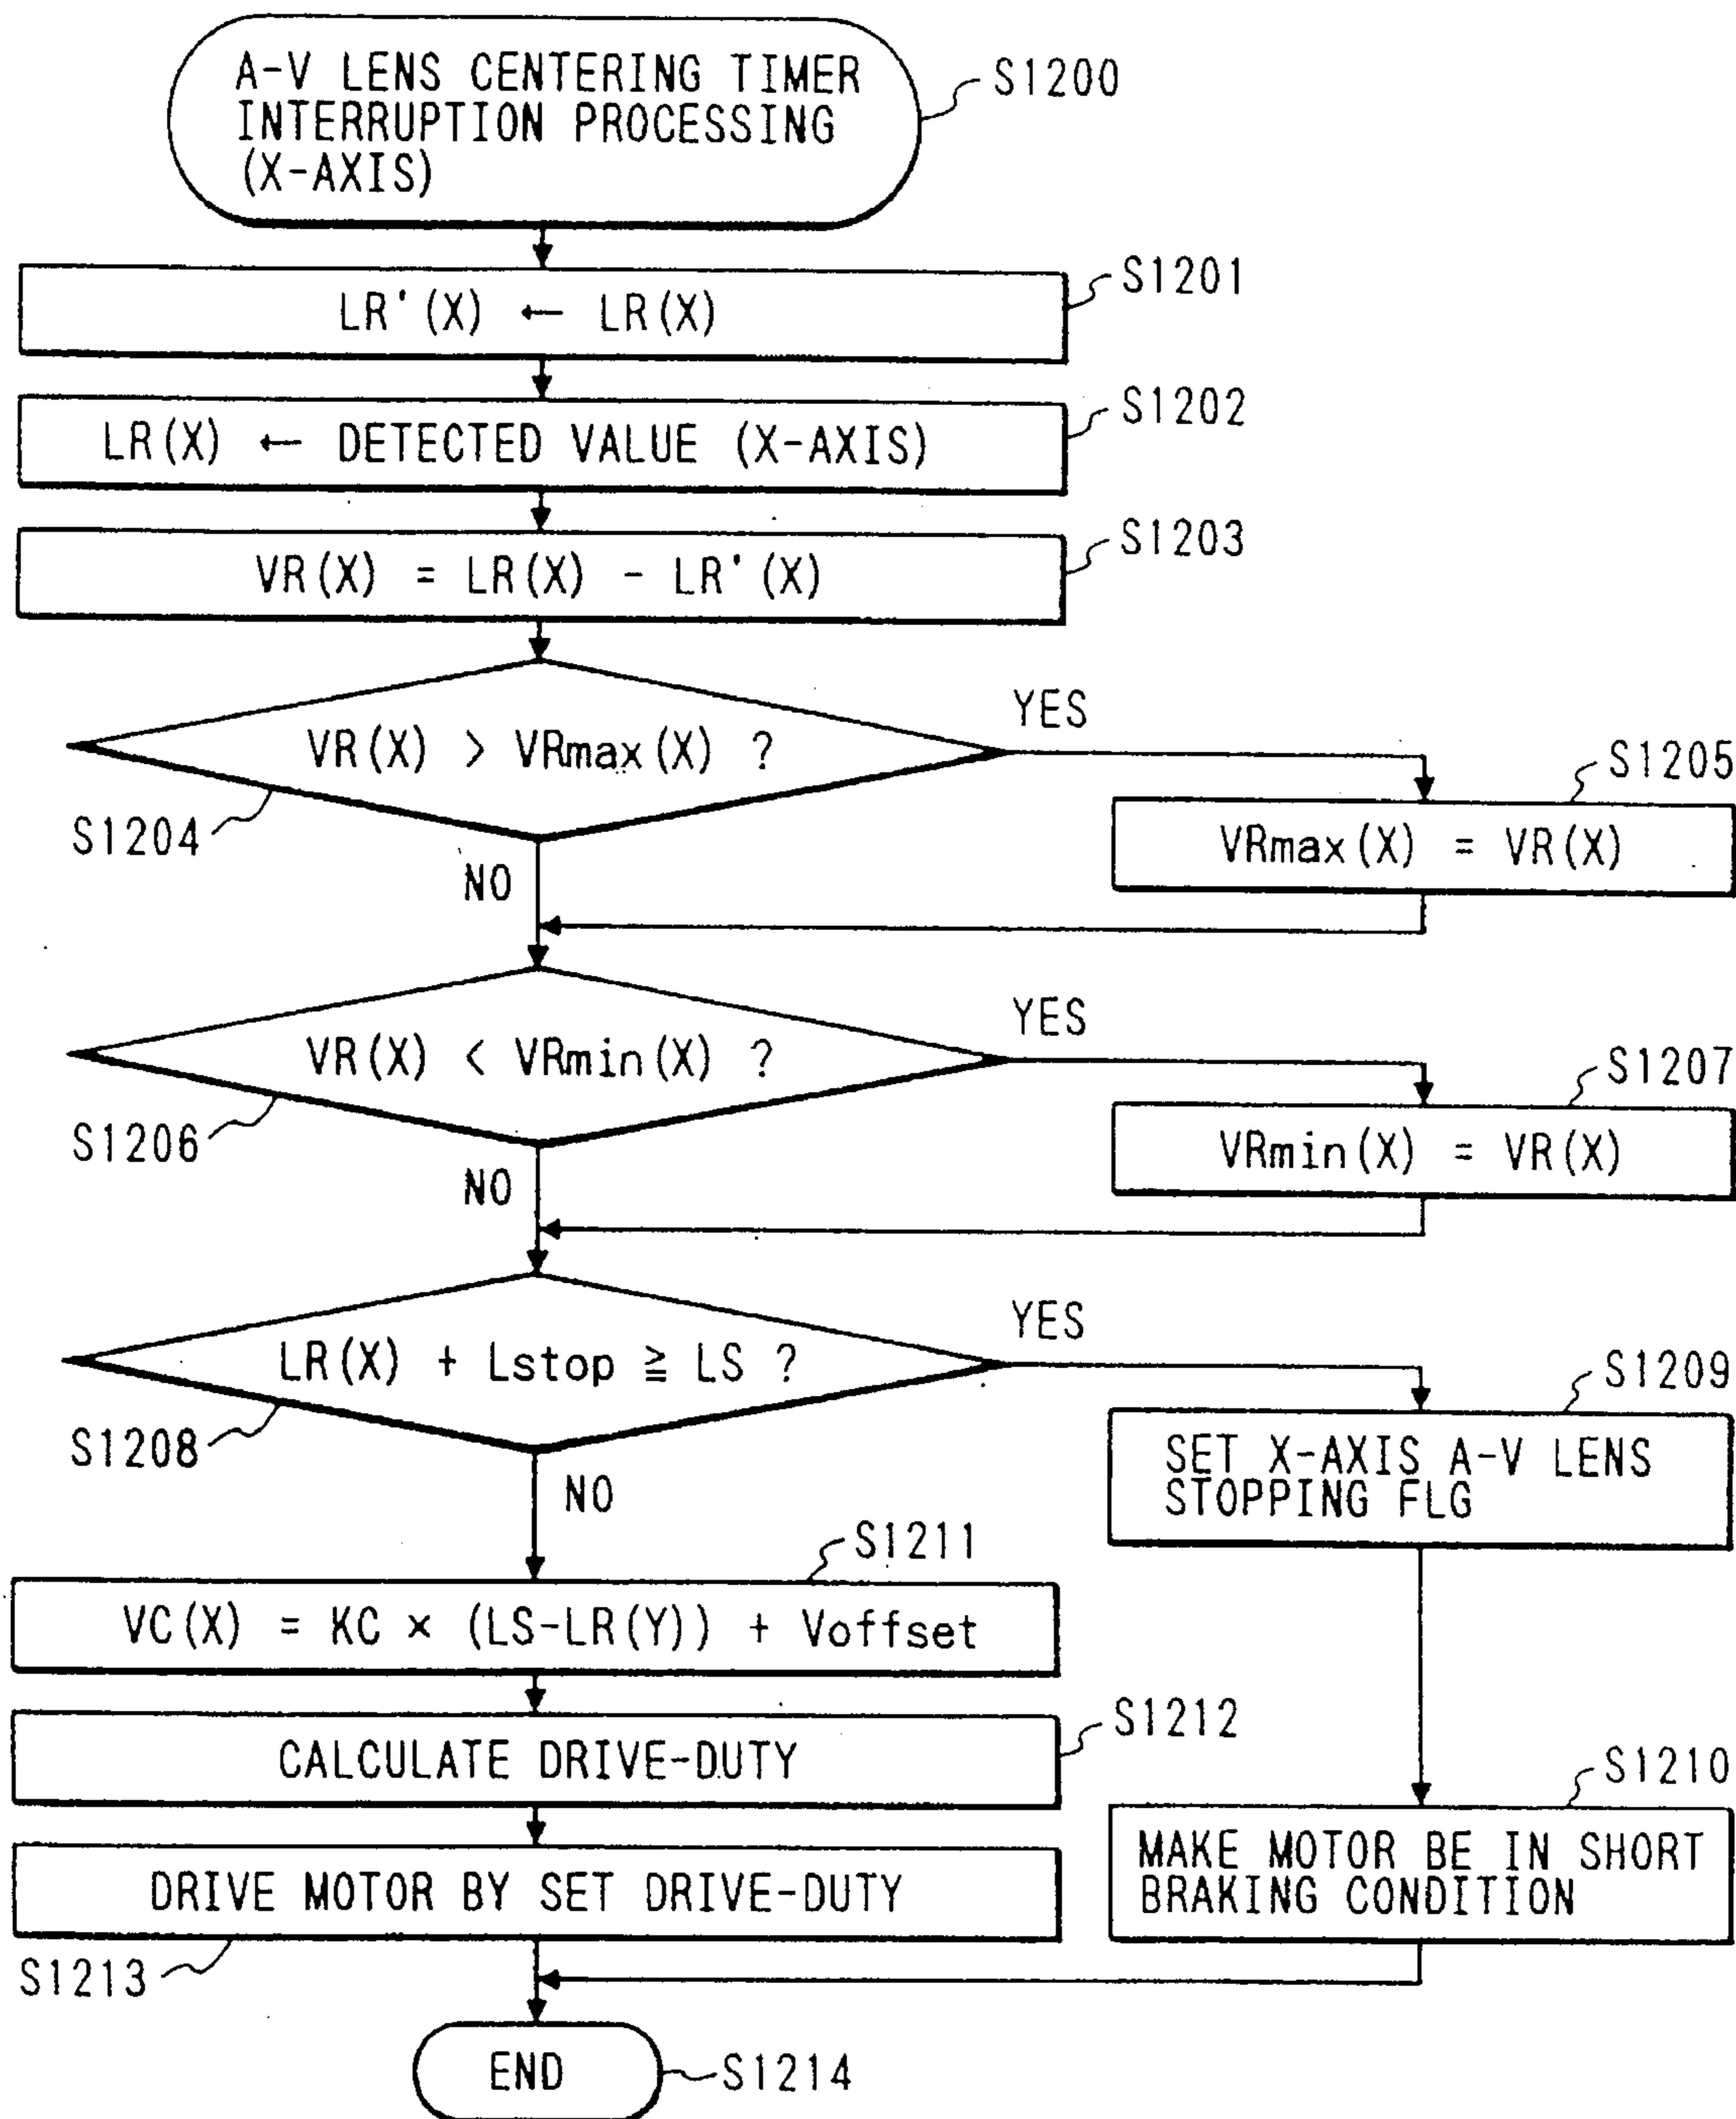 A-V LENS CENTERING TIMER
INTERRUPTION PROCESSING
(X-AXIS)
S1200
LR'(X) ← LR(X)
S1201
LR(X) ← DETECTED VALUE (X-AXIS)
S1202
VR(X) = LR(X) - LR'(X)
S1203
VR(X) > VRmax(X) ?
YES
S1204
NO
S1205
VRmax(X) = VR(X)
VR(X) < VRmin(X) ?
YES
S1206
NO
S1207
VRmin(X) = VR(X)
LR(X) + Lstop ≧ LS ?
YES
S1208
NO
S1209
SET X-AXIS A-V LENS
STOPPING FLG
S1211
VC(X) = KC × (LS-LR(Y)) + Voffset
CALCULATE DRIVE-DUTY
S1212
S1210
MAKE MOTOR BE IN SHORT
BRAKING CONDITION
DRIVE MOTOR BY SET DRIVE-DUTY
S1213
END
S1214